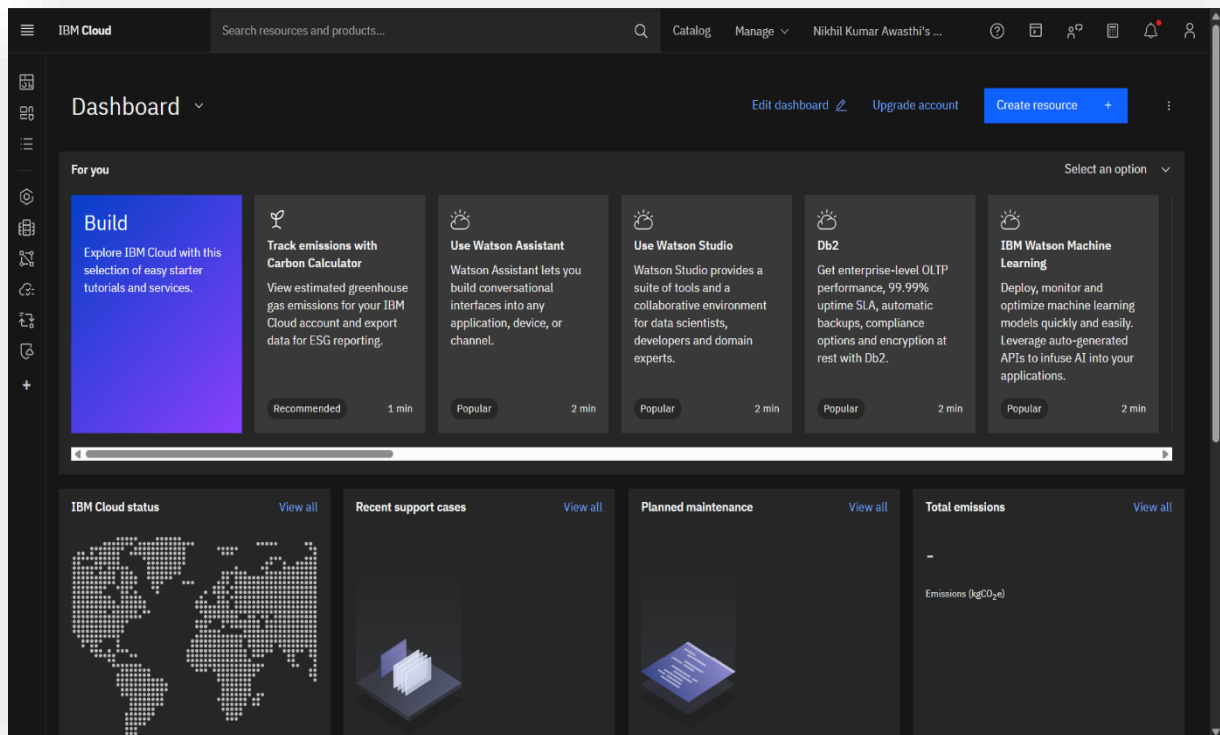 IBM Cloud
Search resources and products...
Catalog
Manage
Nikhil Kumar Awasthi's ...
Dashboard
Edit dashboard
Upgrade account
Create resource +
For you
Select an option
Build
Explore IBM Cloud with this
selection of easy starter
tutorials and services.
Track emissions with
Carbon Calculator
View estimated greenhouse
gas emissions for your IBM
Cloud account and export
data for ESG reporting.
Recommended
1 min
Use Watson Assistant
Watson Assistant lets you
build conversational
interfaces into any
application, device, or
channel.
Popular
2 min
Use Watson Studio
Watson Studio provides a
suite of tools and a
collaborative environment
for data scientists,
developers and domain
experts.
Popular
2 min
Db2
Get enterprise-level OLTP
performance, 99.99%
uptime SLA, automatic
backups, compliance
options and encryption at
rest with Db2.
Popular
2 min
IBM Watson Machine
Learning
Deploy, monitor and
optimize machine learning
models quickly and easily.
Leverage auto-generated
APIs to infuse AI into your
applications.
Popular
2 min
IBM Cloud status
View all
Recent support cases
View all
Planned maintenance
View all
Total emissions
View all
-
Emissions (kgCO₂e)